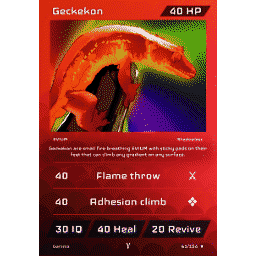 Geckekon 40 HP
Geckekon are small fire-breathing with sticky pads on their
feet that can climb any gradient on any surface.
40 Flame throw X
40 Adhesion climb
30 IQ 40 Heal 20 Revive